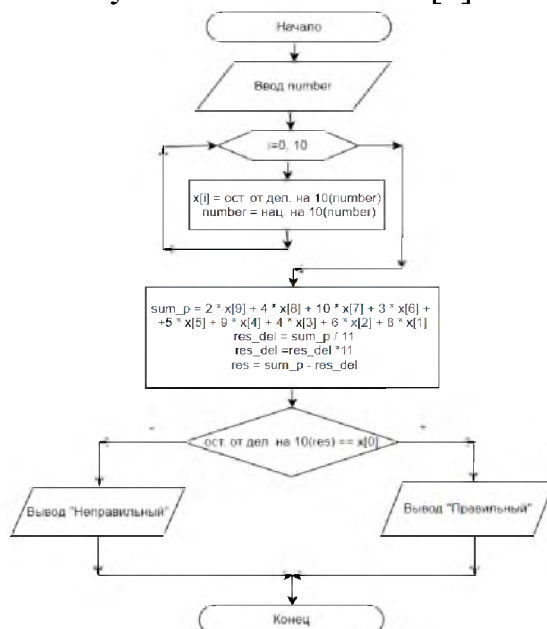 Начало
Ввод number
i=0, 10
x[i] = ост. от дел. на 10(number)
number = нац. на 10(number)
sum_p = 2 * x[9] + 4 * x[8] + 10 * x[7] + 3 * x[6] +
+5 * x[5] + 9 * x[4] + 4 * x[3] + 6 * x[2] + 8 * x[1]
res_del = sum_p / 11
res_del =res_del *11
res = sum_p - res_del
ост. от дел. на 10(res) == x[0]
-
+
Вывод "Неправильный"
Вывод "Правильный"
Конец